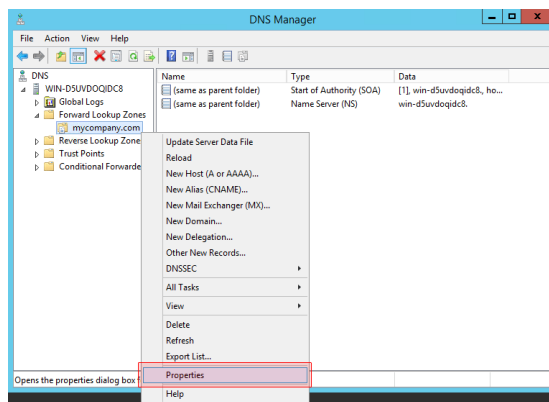 DNS Manager
File Action View Help
DNS
WIN-D5UVDOQIDC8
Global Logs
Forward Lookup Zones
mycompany.com
Reverse Lookup Zone
Trust Points
Conditional Forwarde
Name Type Data
(same as parent folder) Start of Authority (SOA) [1], win-d5uvdoqidc8., ho...
(same as parent folder) Name Server (NS) win-d5uvdoqidc8.
Update Server Data File
Reload
New Host (A or AAAA)...
New Alias (CNAME)...
New Mail Exchanger (MX)...
New Domain...
New Delegation...
Other New Records...
DNSSEC
All Tasks
View
Delete
Refresh
Export List...
Properties
Help
Opens the properties dialog box